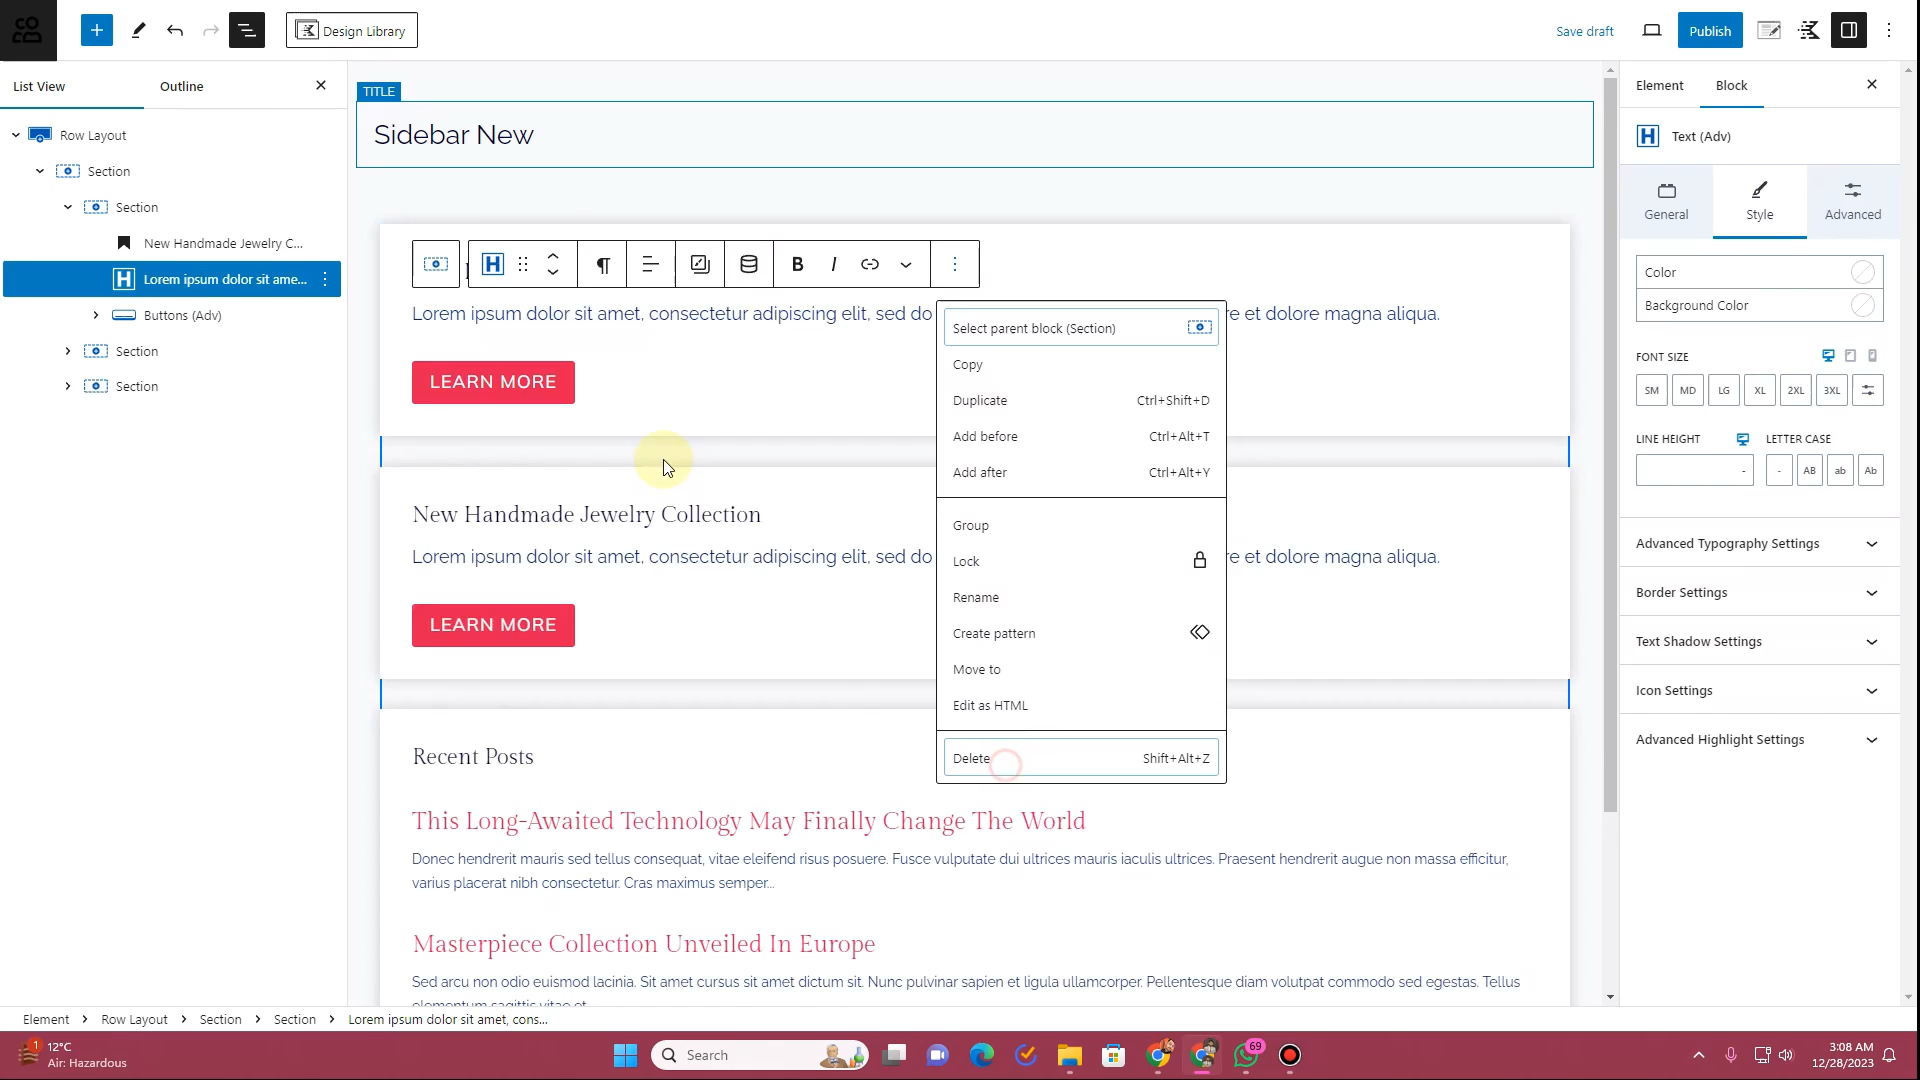 Design Library
Save draft
Publish
List View
Outline
Row Layout
Section
Section
New Handmade Jewelry C...
Lorem ipsum dolor sit ame...
Buttons (Adv)
Section
Section
TITLE
Sidebar New
H
B
I
Lorem ipsum dolor sit amet, consectetur adipiscing elit, sed do
re et dolore magna aliqua.
LEARN MORE
New Handmade Jewelry Collection
Lorem ipsum dolor sit amet, consectetur adipiscing elit, sed do
re et dolore magna aliqua.
LEARN MORE
Recent Posts
This Long-Awaited Technology May Finally Change The World
Donec hendrerit mauris sed tellus consequat, vitae eleifend risus posuere. Fusce vulputate dui ultrices mauris iaculis ultrices. Praesent hendrerit augue non massa efficitur,
varius placerat nibh consectetur. Cras maximus semper...
Masterpiece Collection Unveiled In Europe
Sed arcu non odio euismod lacinia. Sit amet cursus sit amet dictum sit. Nunc pulvinar sapien et ligula ullamcorper. Pellentesque diam volutpat commodo sed egestas. Tellus
elementum sagittis vitae et
Select parent block (Section)
Copy
Duplicate Ctrl+Shift+D
Add before Ctrl+Alt+T
Add after Ctrl+Alt+Y
Group
Lock
Rename
Create pattern
Move to
Edit as HTML
Delete Shift+Alt+Z
Element Block
H Text (Adv)
General Style Advanced
Color
Background Color
FONT SIZE
SM MD LG XL 2XL 3XL
LINE HEIGHT LETTER CASE
- - AB ab Ab
Advanced Typography Settings
Border Settings
Text Shadow Settings
Icon Settings
Advanced Highlight Settings
Element > Row Layout > Section > Section > Lorem ipsum dolor sit amet, cons...
1
12°C
Air: Hazardous
Search
69
3:08 AM
12/28/2023